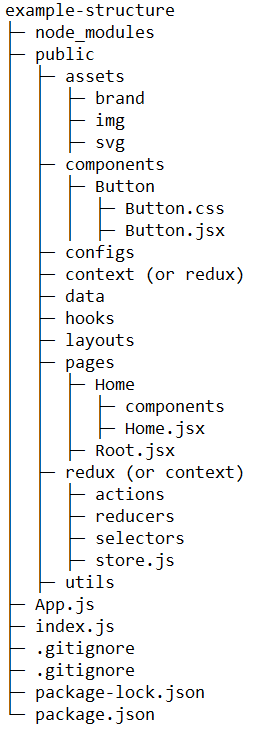 example-structure
├─ node_modules
├─ public
│  ├─ assets
│  │  ├─ brand
│  │  ├─ img
│  │  ├─ svg
│  ├─ components
│  │  ├─ Button
│  │  │  ├─ Button.css
│  │  │  ├─ Button.jsx
│  ├─ configs
│  ├─ context (or redux)
│  ├─ data
│  ├─ hooks
│  ├─ layouts
│  ├─ pages
│  │  ├─ Home
│  │  │  ├─ components
│  │  │  ├─ Home.jsx
│  │  ├─ Root.jsx
│  ├─ redux (or context)
│  │  ├─ actions
│  │  ├─ reducers
│  │  ├─ selectors
│  │  ├─ store.js
│  ├─ utils
├─ App.js
├─ index.js
├─ .gitignore
├─ .gitignore
├─ package-lock.json
└─ package.json